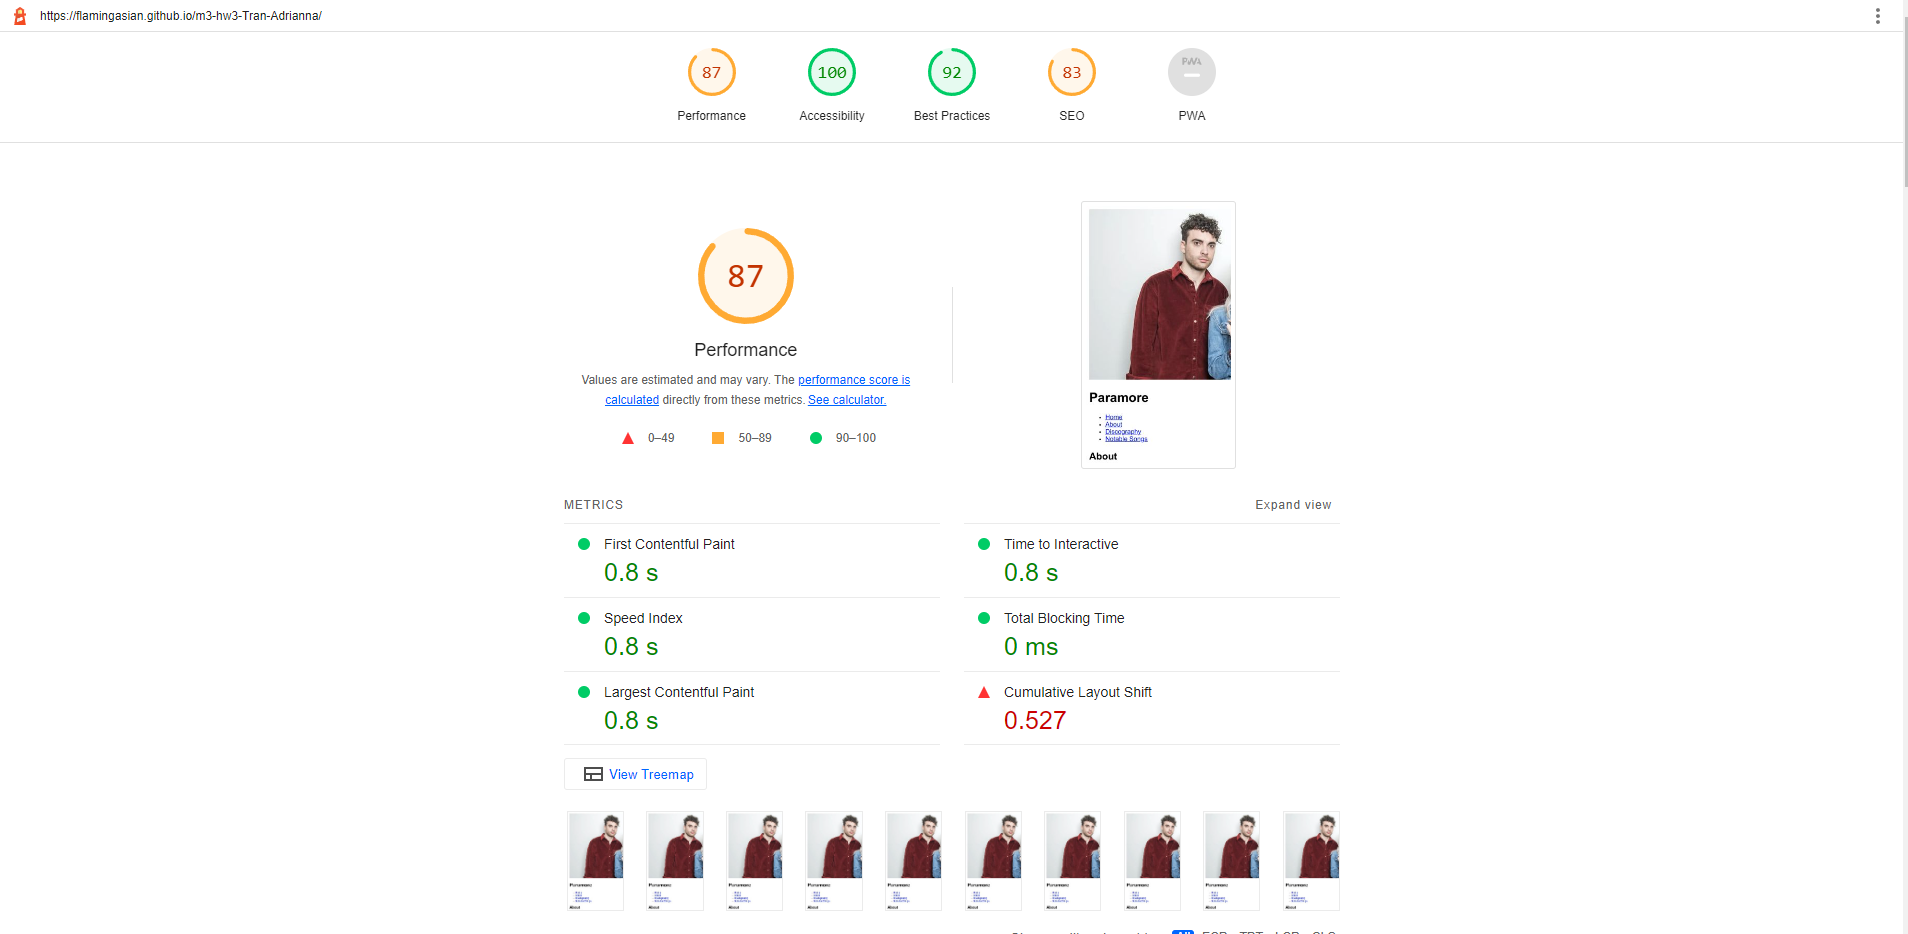 https://flamingasian.github.io/m3-hw3-Tran-Adrianna/
87
100
92
83
PWA
Performance
Accessibility
Best Practices
SEO
PWA
87
Performance
Values are estimated and may vary. The performance score is
calculated directly from these metrics. See calculator.
0–49
50–89
90–100
Paramore
Home
About
Discography
Notable Songs
About
METRICS
Expand view
First Contentful Paint
0.8 s
Time to Interactive
0.8 s
Speed Index
0.8 s
Total Blocking Time
0 ms
Largest Contentful Paint
0.8 s
Cumulative Layout Shift
0.527
View Treemap